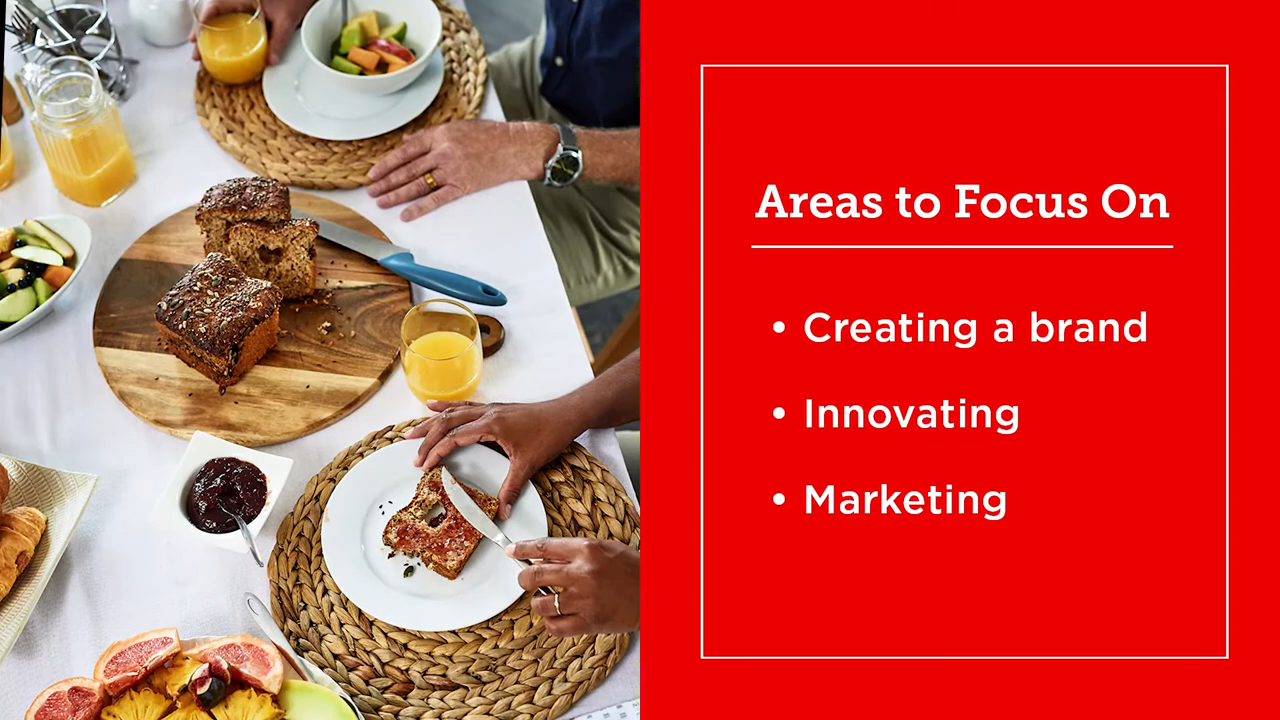 Areas to Focus On
• Creating a brand
• Innovating
• Marketing